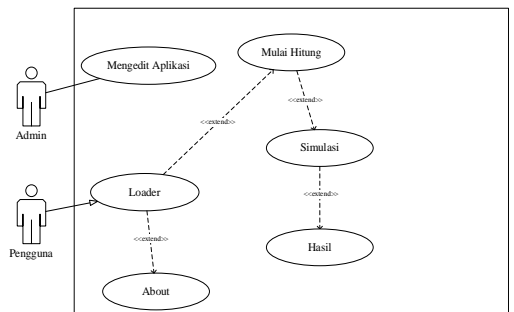 Mulai Hitung
Mengedit Aplikasi
<<extend>>
Admin
<<extend>>
Simulasi
Loader
<<extend>>
<<extend>>
Hasil
Pengguna
About